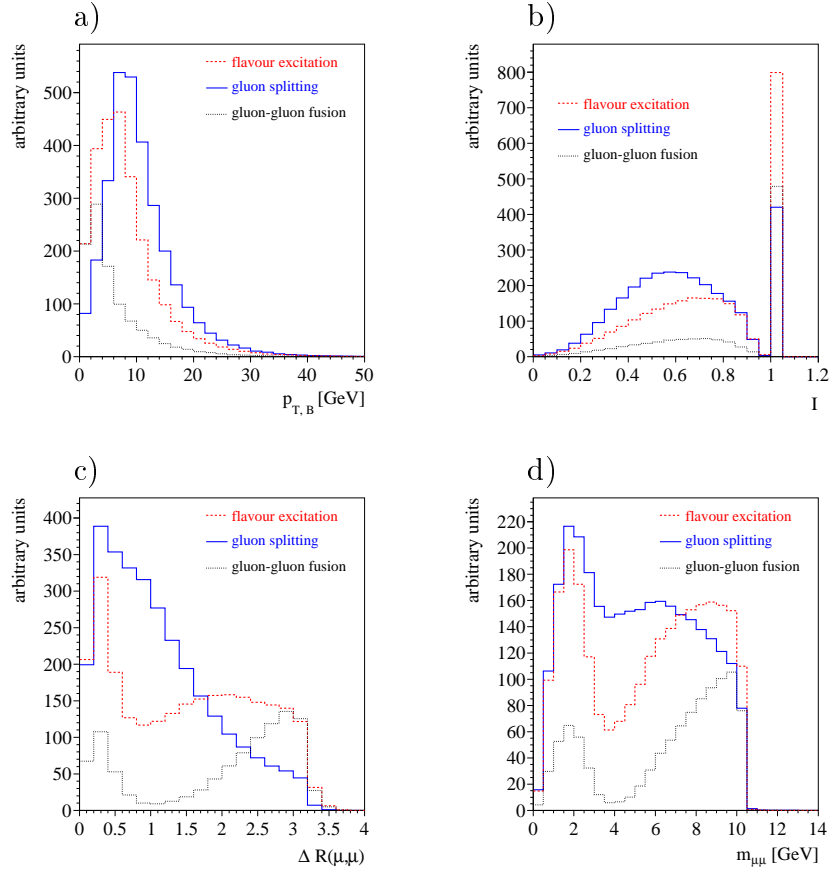 a)
arbitrary units
flavour excitation
gluon splitting
gluon-gluon fusion
500
400
300
200
100
0
0 10 20 30 40 50
p T, B [GeV]
b)
arbitrary units
flavour excitation
gluon splitting
gluon-gluon fusion
800
700
600
500
400
300
200
100
0
0 0.2 0.4 0.6 0.8 1 1.2
I
c)
arbitrary units
flavour excitation
gluon splitting
gluon-gluon fusion
400
350
300
250
200
150
100
50
0
0 0.5 1 1.5 2 2.5 3 3.5 4
Δ R(μ,μ)
d)
arbitrary units
flavour excitation
gluon splitting
gluon-gluon fusion
220
200
180
160
140
120
100
80
60
40
20
0
0 2 4 6 8 10 12 14
m μμ [GeV]